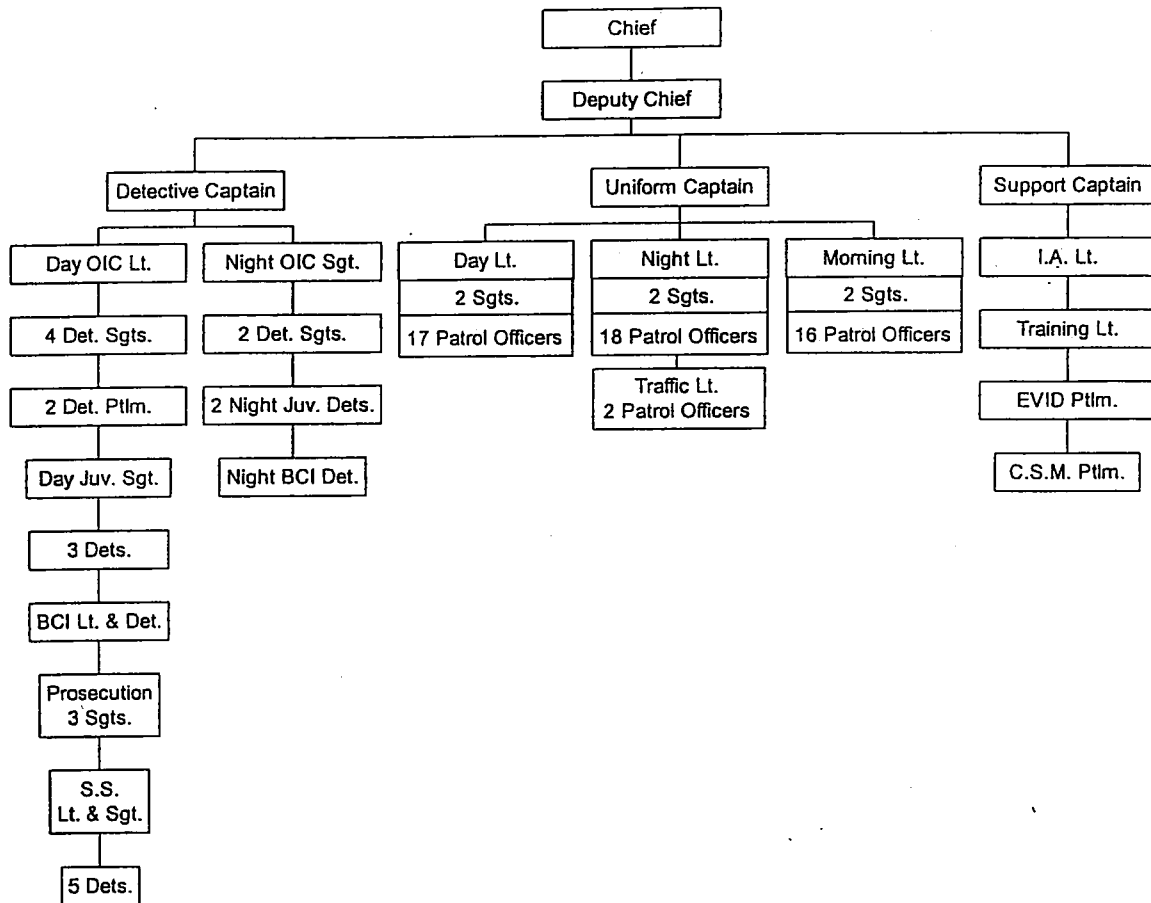 Chief
Deputy Chief
Detective Captain
Uniform Captain
Support Captain
Day OIC Lt.
Night OIC Sgt.
Day Lt.
Night Lt.
Morning Lt.
I.A. Lt.
2 Sgts.
2 Sgts.
2 Sgts.
4 Det. Sgts.
2 Det. Sgts.
17 Patrol Officers
18 Patrol Officers
16 Patrol Officers
Training Lt.
2 Det. Ptlm.
2 Night Juv. Dets.
Traffic Lt.
2 Patrol Officers
EVID Ptlm.
Day Juv. Sgt.
Night BCI Det.
C.S.M. Ptlm.
3 Dets.
BCI Lt. & Det.
Prosecution
3 Sgts.
S.S.
Lt. & Sgt.
5 Dets.